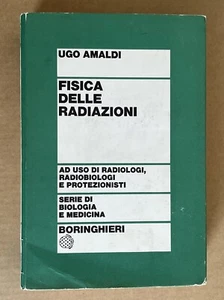 UGO AMALDI
FISICA
DELLE
RADIAZIONI
AD USO DI RADIOLOGI,
RADIOBIOLOGI
E PROTEZIONISTI
SERIE DI
BIOLOGIA
E MEDICINA
BORINGHIERI